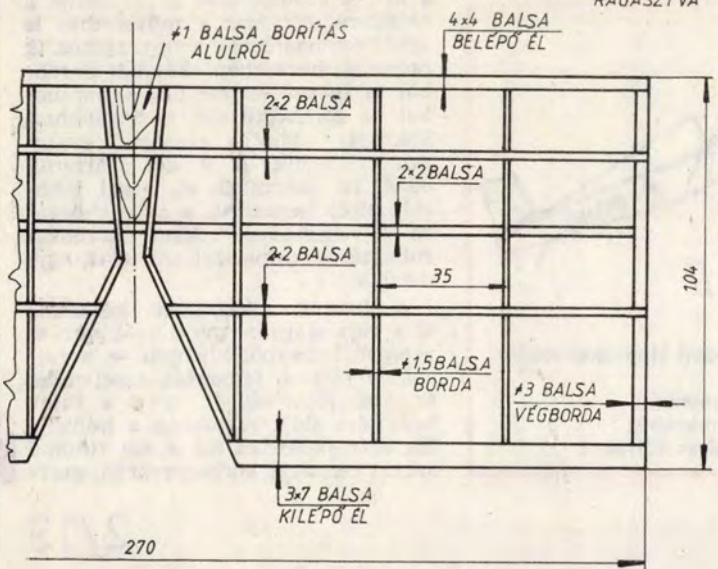 RAGASZTVA
≠1 BALSA BORÍTÁS
ALULRÓL
4×4 BALSA
BELÉPŐ ÉL
2×2 BALSA
2×2 BALSA
2×2 BALSA
35
104
≠1,5 BALSA
BORDA
≠3 BALSA
VÉGBORDA
3×7 BALSA
KILÉPŐ ÉL
270